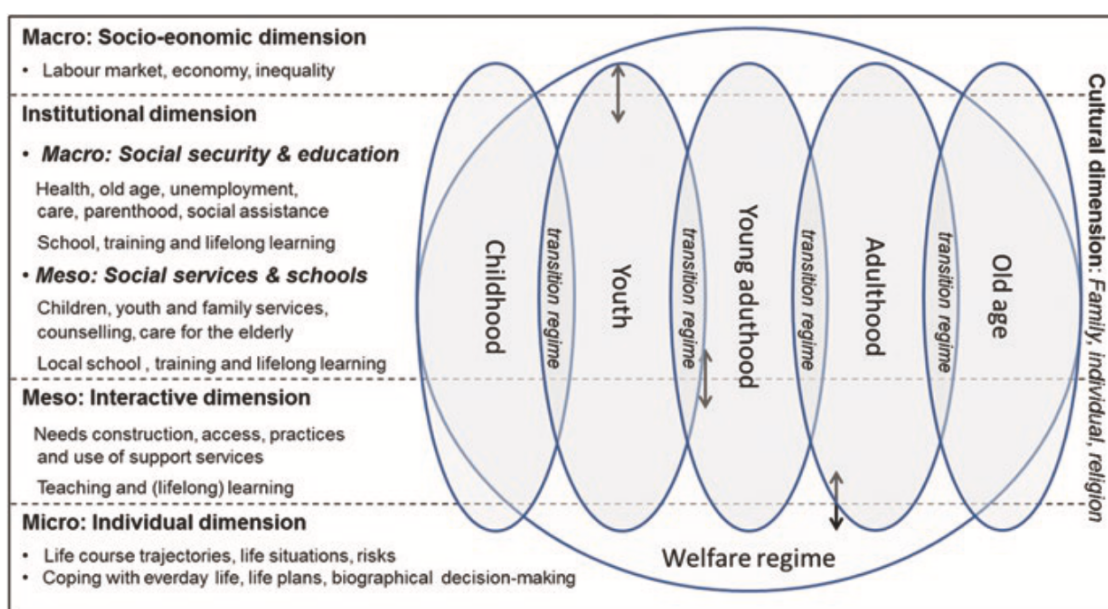 Macro: Socio-eonomic dimension
• Labour market, economy, inequality
Institutional dimension
• Macro: Social security & education
Health, old age, unemployment,
care, parenthood, social assistance
School, training and lifelong learning
• Meso: Social services & schools
Children, youth and family services,
counselling, care for the elderly
Local school , training and lifelong learning
Meso: Interactive dimension
Needs construction, access, practices
and use of support services
Teaching and (lifelong) learning
Micro: Individual dimension
• Life course trajectories, life situations, risks
• Coping with everday life, life plans, biographical decision-making
Childhood
transition regime
Youth
transition regime
Young aduthood
transition regime
Adulthood
transition regime
Old age
Welfare regime
Cultural dimension: Family, individual, religion